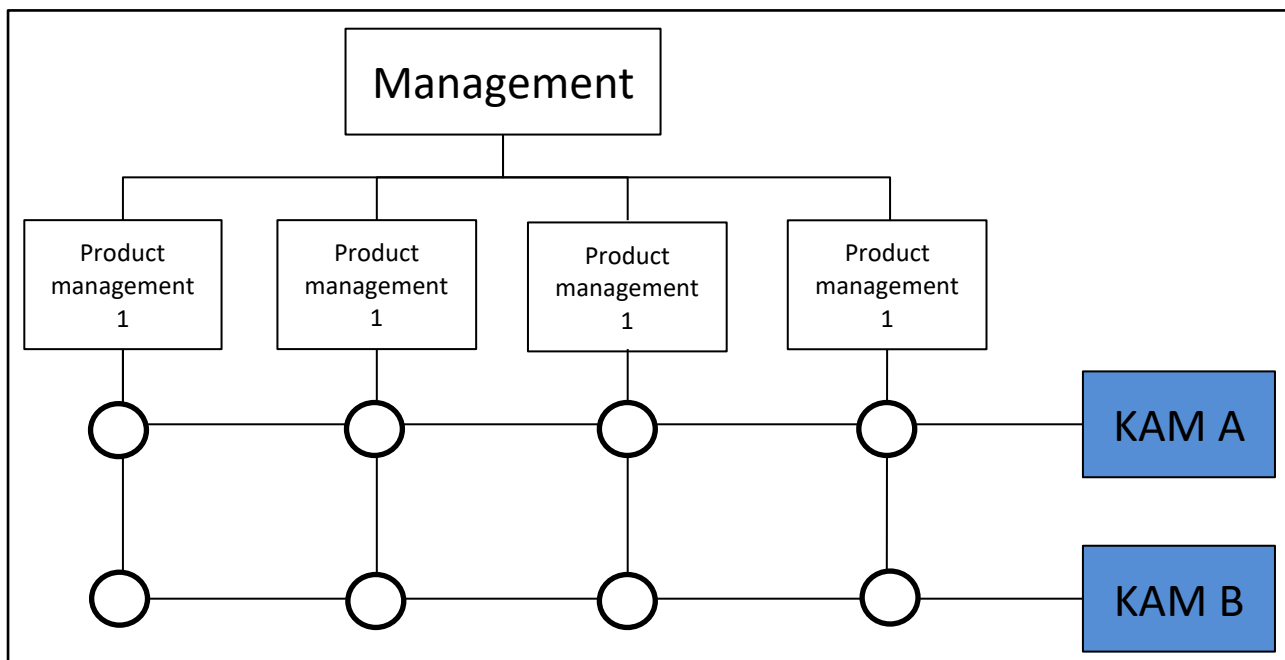 Management
Product
management
1
Product
management
1
Product
management
1
Product
management
1
KAM A
KAM B